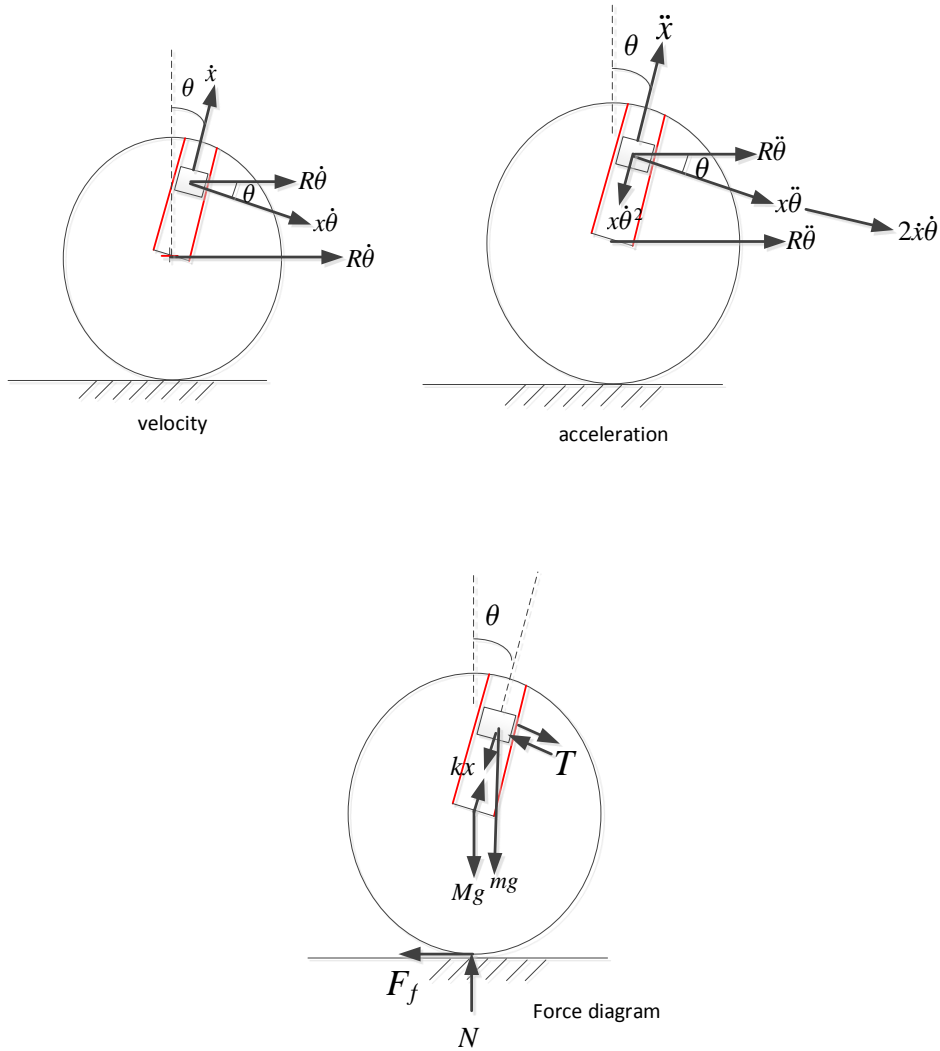 θ
ẋ
Rθ̇
θ
xθ̇
Rθ̇
velocity
θ
ẍ
Rθ̈
θ
xθ̈
2ẋθ̇
xθ̇²
Rθ̈
acceleration
θ
kx
T
Mg
mg
F_f
N
Force diagram